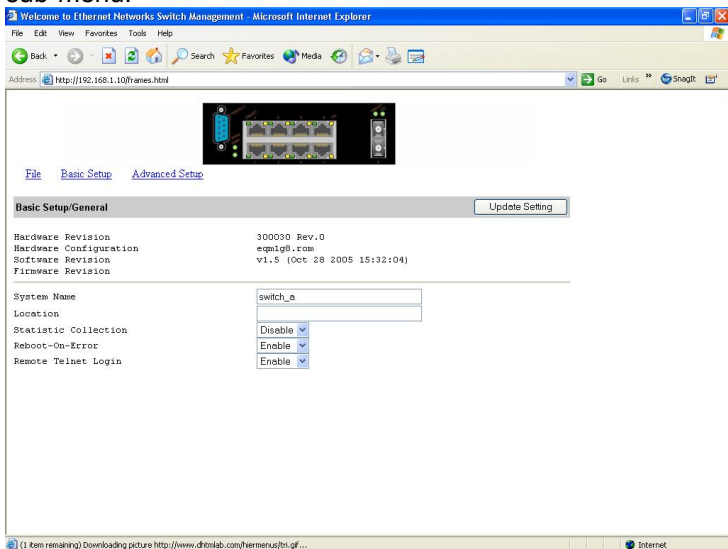 sub-menu.
Welcome to Ethernet Networks Switch Management - Microsoft Internet Explorer
File Edit View Favorites Tools Help
Back Search Favorites Media
Address http://192.168.1.10/frames.html Go Links » SnagIt
File Basic Setup Advanced Setup
Basic Setup/General Update Setting
Hardware Revision 300030 Rev.0
Hardware Configuration eqm1g8.rom
Software Revision v1.5 (Oct 28 2005 15:32:04)
Firmware Revision
System Name switch_a
Location
Statistic Collection Disable
Reboot-On-Error Enable
Remote Telnet Login Enable
(1 item remaining) Downloading picture http://www.dhtmlab.com/hiermenus/tri.gif... Internet